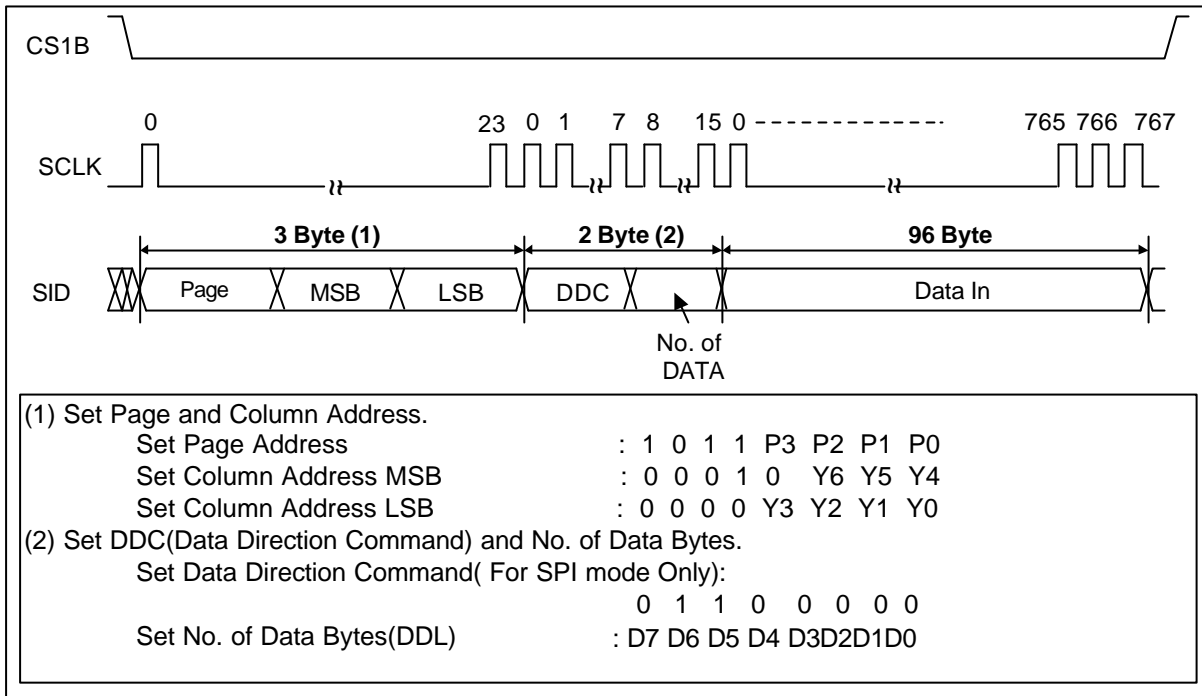 CS1B
0 23 0 1 7 8 15 0 765 766 767
SCLK
3 Byte (1) 2 Byte (2) 96 Byte
SID Page MSB LSB DDC Data In
No. of
DATA
(1) Set Page and Column Address.
Set Page Address : 1 0 1 1 P3 P2 P1 P0
Set Column Address MSB : 0 0 0 1 0 Y6 Y5 Y4
Set Column Address LSB : 0 0 0 0 Y3 Y2 Y1 Y0
(2) Set DDC(Data Direction Command) and No. of Data Bytes.
Set Data Direction Command( For SPI mode Only):
0 1 1 0 0 0 0 0
Set No. of Data Bytes(DDL) : D7 D6 D5 D4 D3D2D1D0